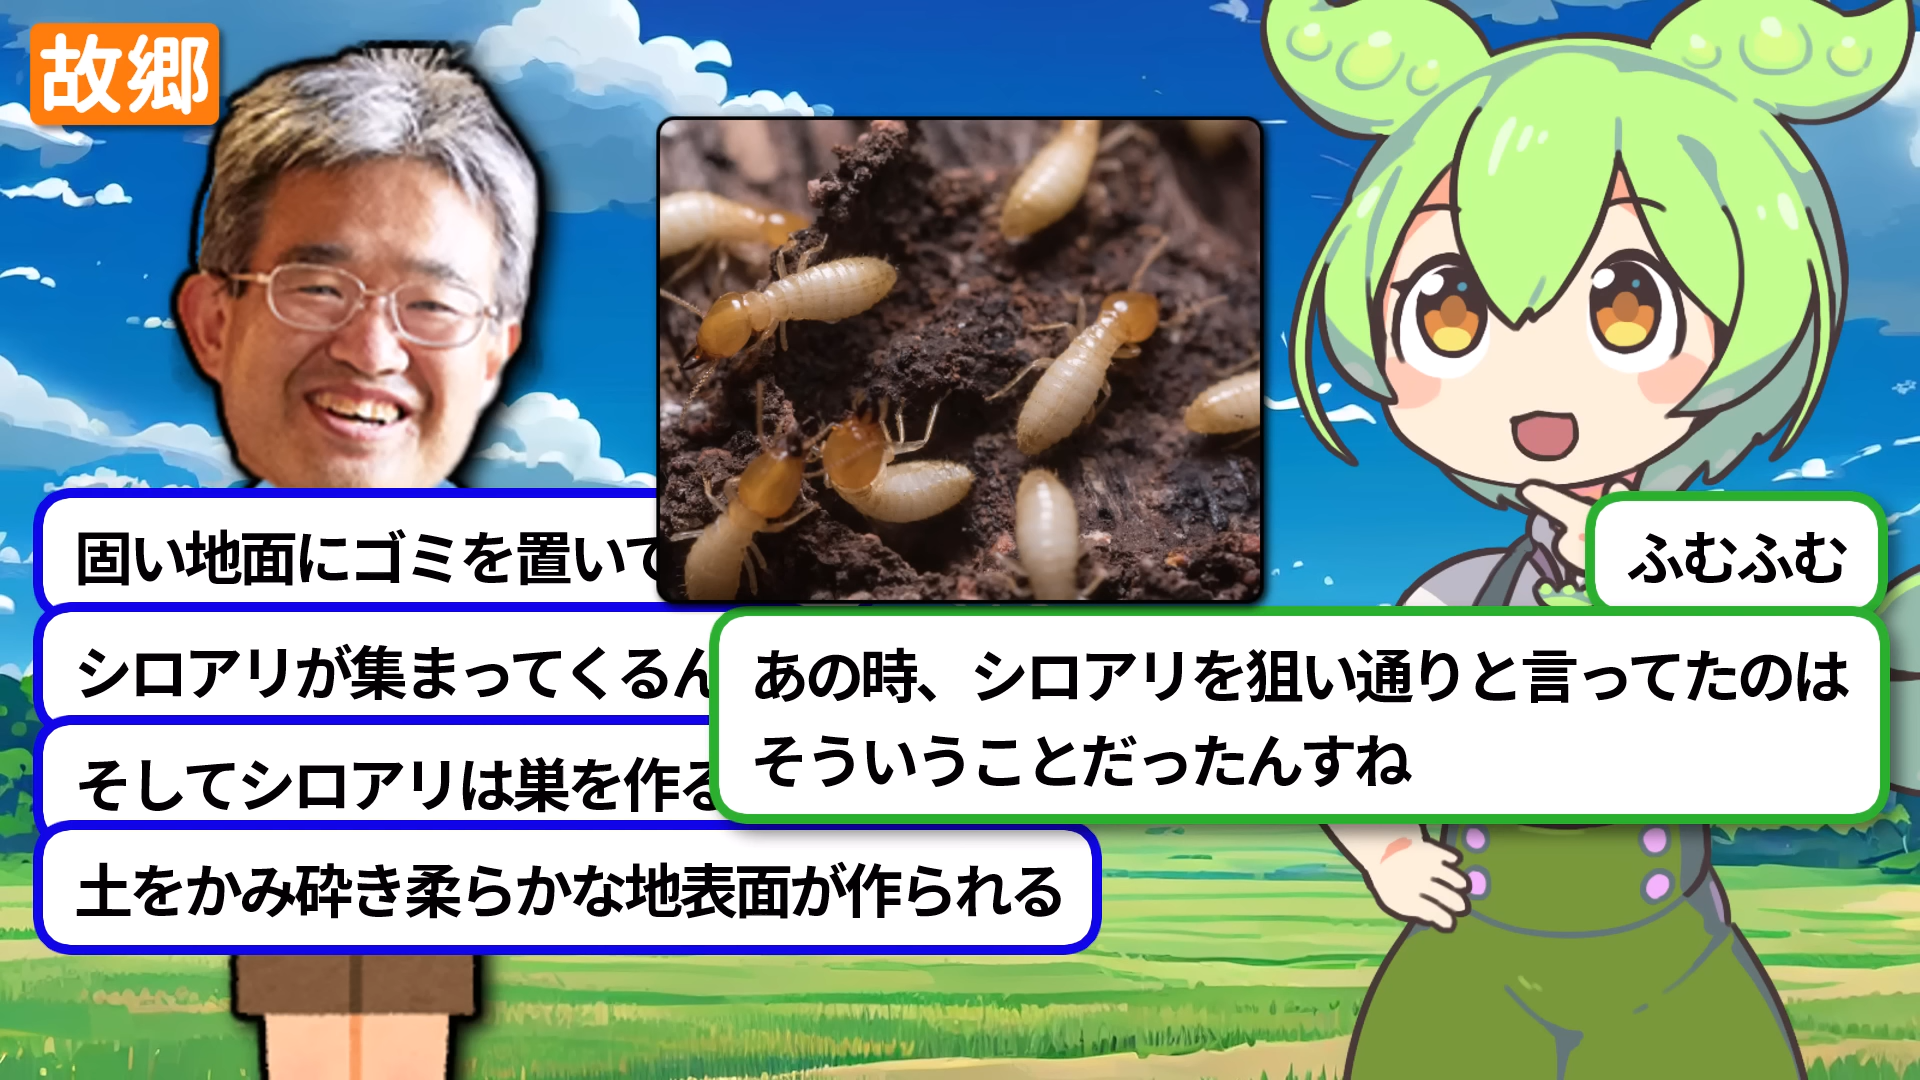 故郷
固い地面にゴミを置いて
シロアリが集まってくるん
そしてシロアリは巣を作る
土をかみ砕き柔らかな地表面が作られる
ふむふむ
あの時、シロアリを狙い通りと言ってたのは
そういうことだったんすね